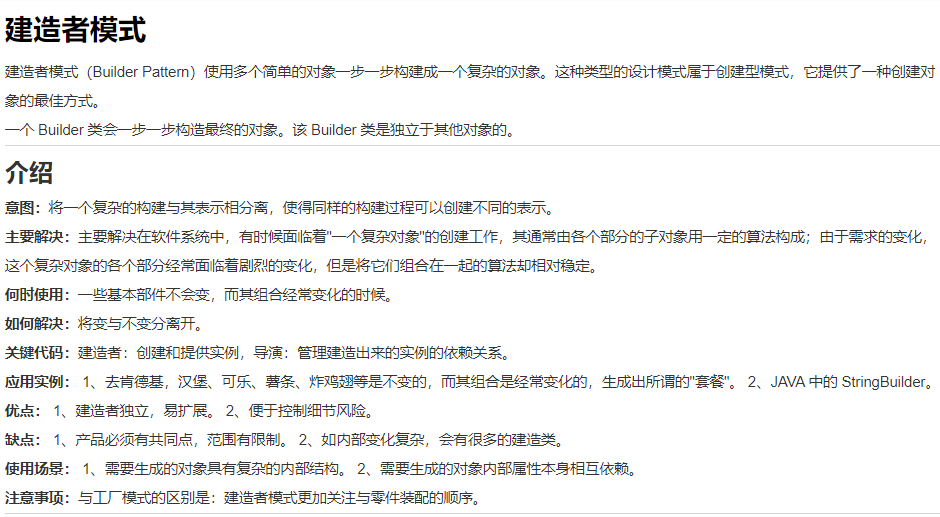 建造者模式
建造者模式（Builder Pattern）使用多个简单的对象一步一步构建成一个复杂的对象。这种类型的设计模式属于创建型模式，它提供了一种创建对
象的最佳方式。
一个 Builder 类会一步一步构造最终的对象。该 Builder 类是独立于其他对象的。
介绍
意图：将一个复杂的构建与其表示相分离，使得同样的构建过程可以创建不同的表示。
主要解决：主要解决在软件系统中，有时候面临着"一个复杂对象"的创建工作，其通常由各个部分的子对象用一定的算法构成；由于需求的变化，
这个复杂对象的各个部分经常面临着剧烈的变化，但是将它们组合在一起的算法却相对稳定。
何时使用：一些基本部件不会变，而其组合经常变化的时候。
如何解决：将变与不变分离开。
关键代码：建造者：创建和提供实例，导演：管理建造出来的实例的依赖关系。
应用实例： 1、去肯德基，汉堡、可乐、薯条、炸鸡翅等是不变的，而其组合是经常变化的，生成出所谓的"套餐"。 2、JAVA 中的 StringBuilder。
优点： 1、建造者独立，易扩展。 2、便于控制细节风险。
缺点： 1、产品必须有共同点，范围有限制。 2、如内部变化复杂，会有很多的建造类。
使用场景： 1、需要生成的对象具有复杂的内部结构。 2、需要生成的对象内部属性本身相互依赖。
注意事项：与工厂模式的区别是：建造者模式更加关注与零件装配的顺序。